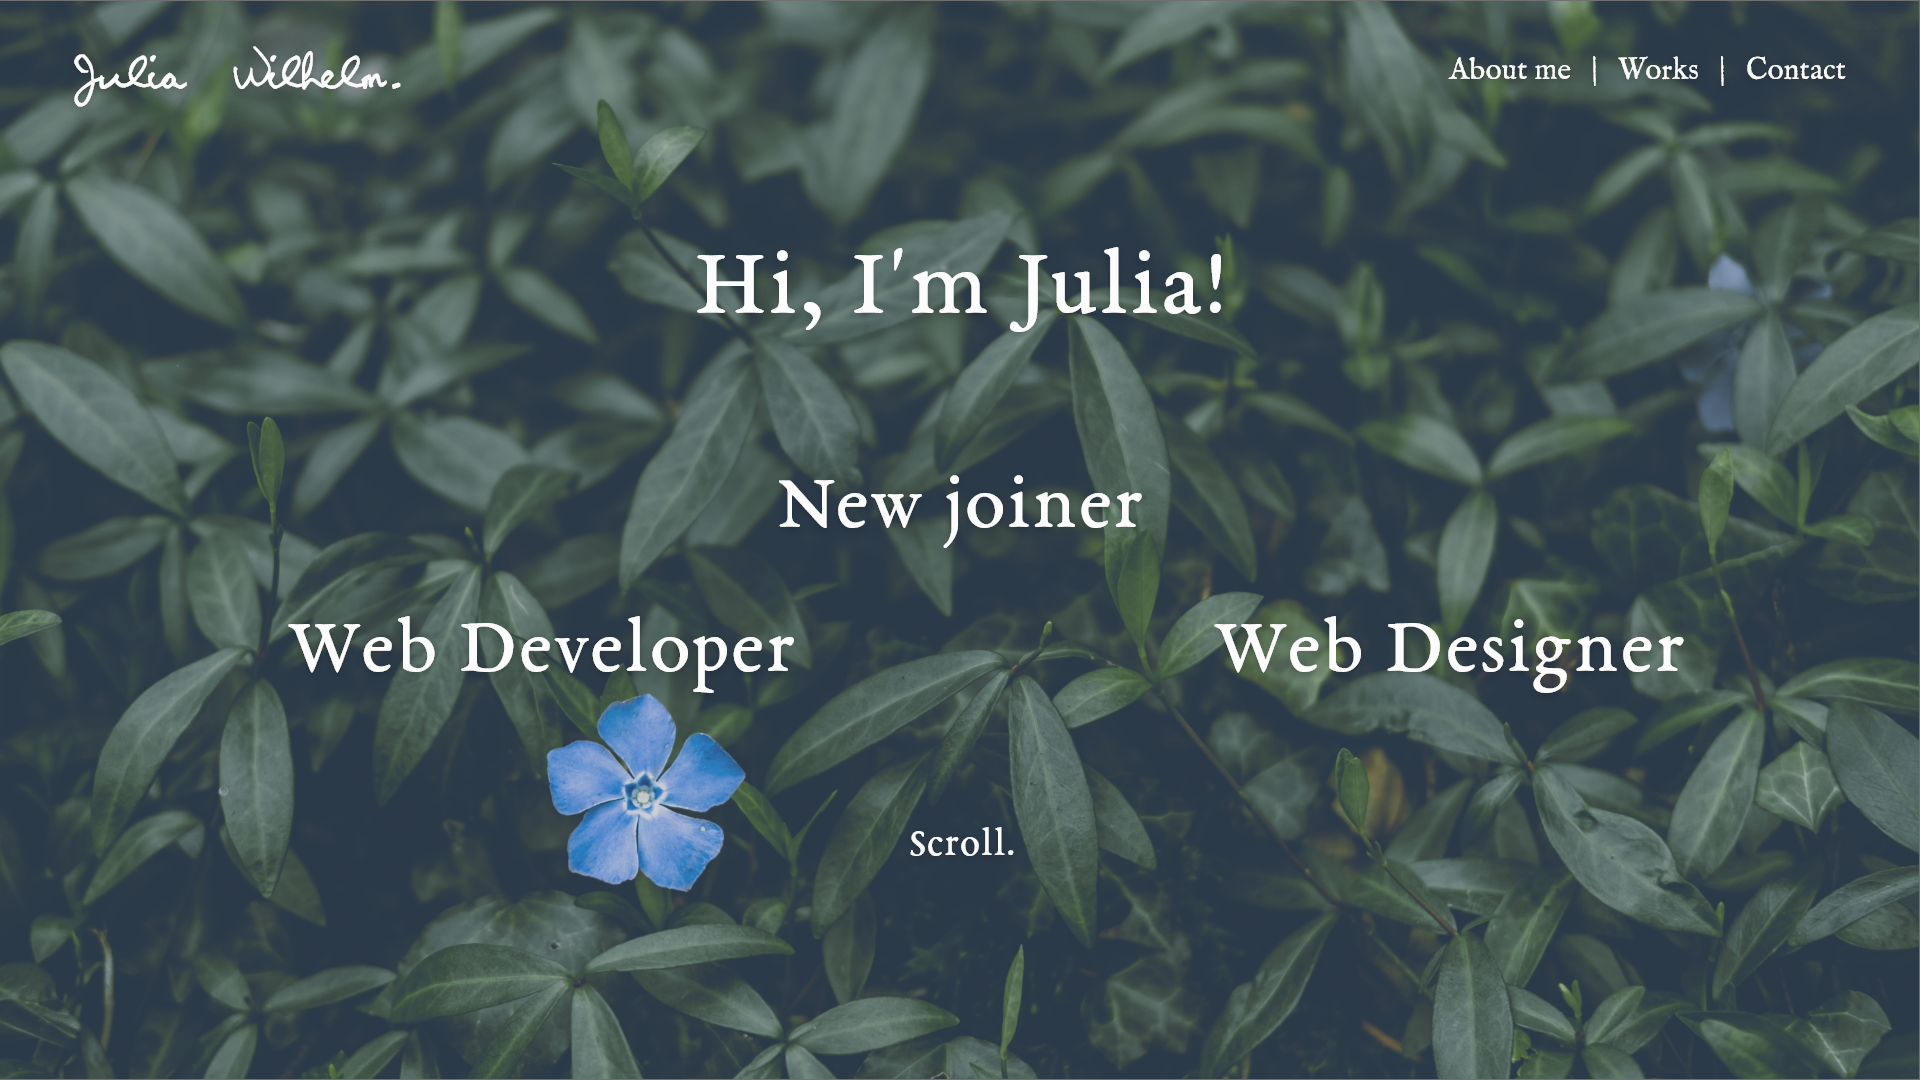 Julia Wilhelm.
About me | Works | Contact
Hi, I'm Julia!
New joiner
Web Developer
Web Designer
Scroll.